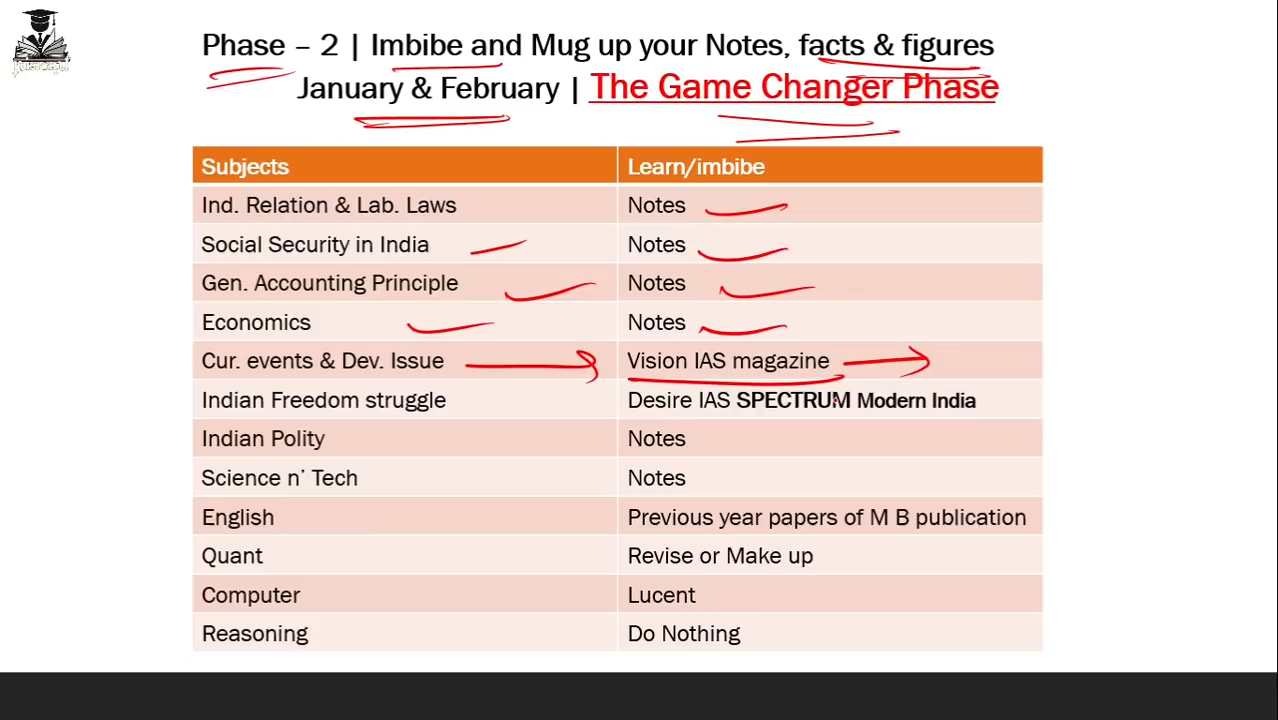 Phase – 2 | Imbibe and Mug up your Notes, facts & figures
January & February | The Game Changer Phase
Subjects Learn/imbibe
Ind. Relation & Lab. Laws Notes
Social Security in India Notes
Gen. Accounting Principle Notes
Economics Notes
Cur. events & Dev. Issue Vision IAS magazine
Indian Freedom struggle Desire IAS SPECTRUM Modern India
Indian Polity Notes
Science n’ Tech Notes
English Previous year papers of M B publication
Quant Revise or Make up
Computer Lucent
Reasoning Do Nothing